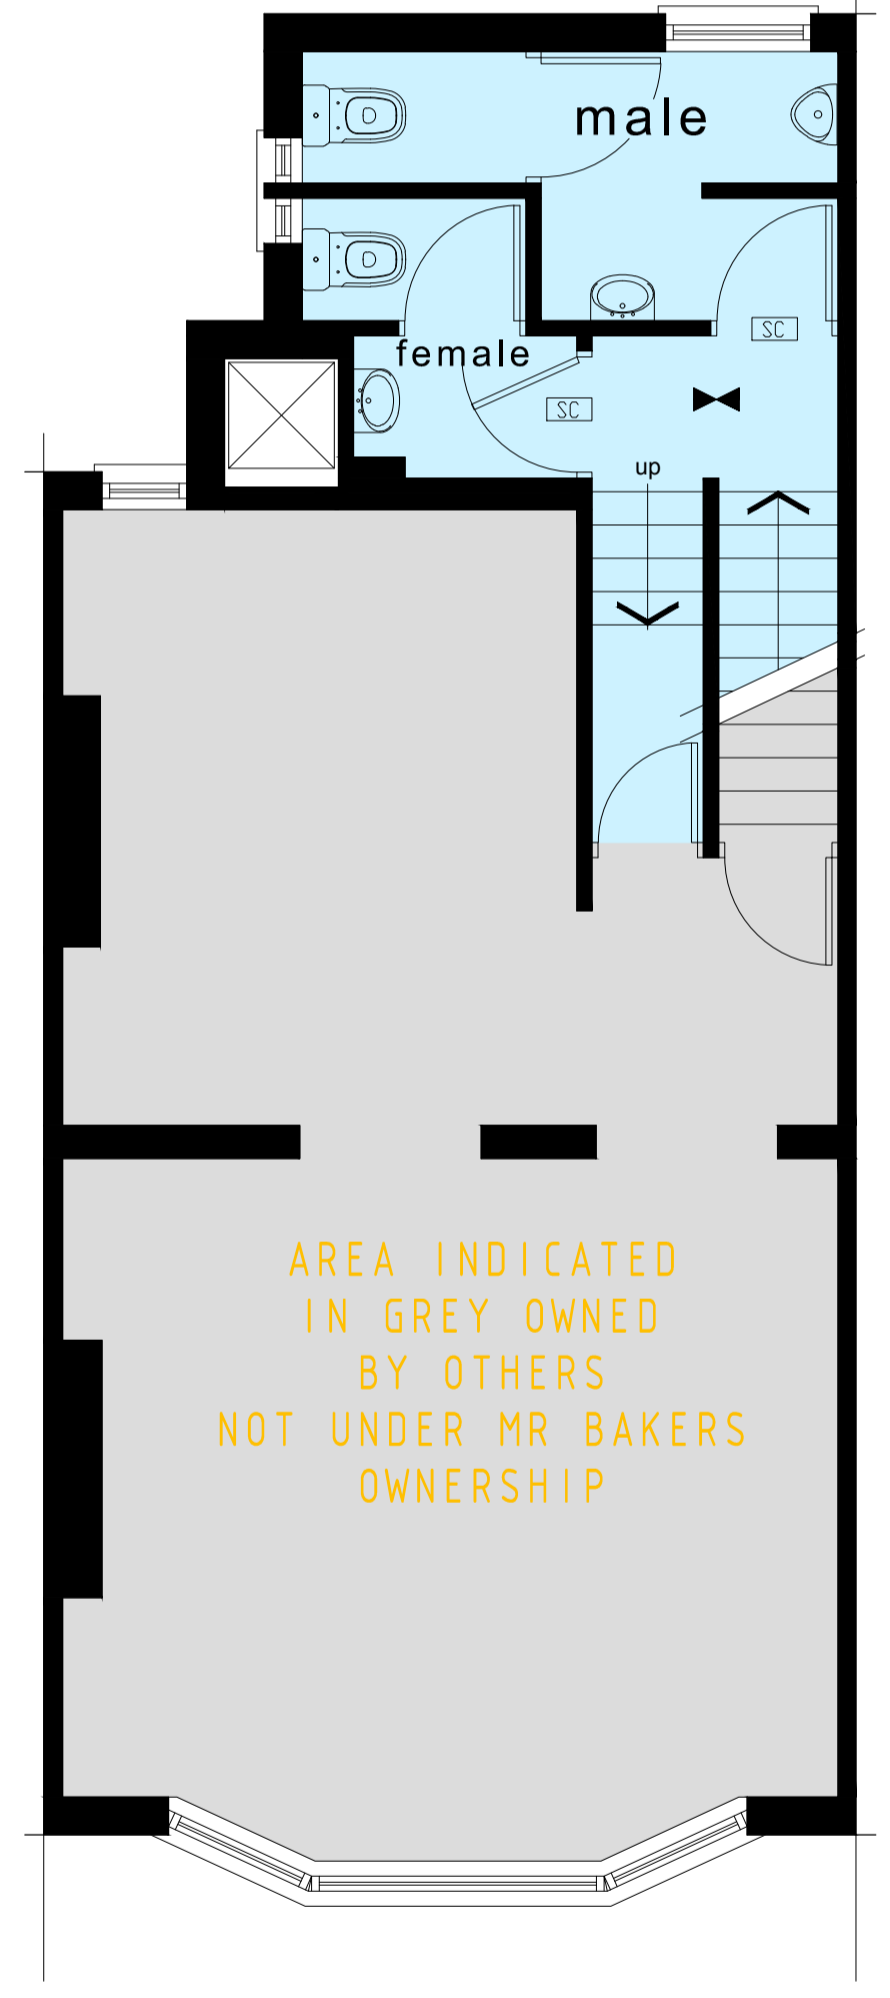 male
SC
female
SC
up
AREA INDICATED
IN GREY OWNED
BY OTHERS
NOT UNDER MR BAKERS
OWNERSHIP